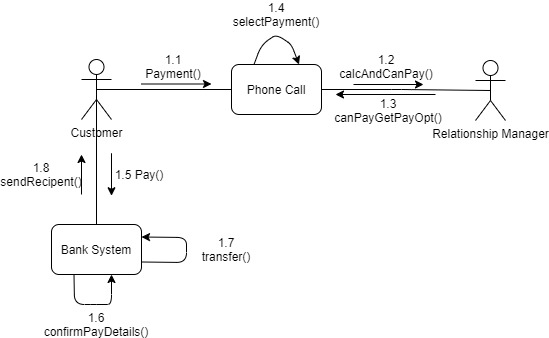 1.4
selectPayment()
1.1
Payment()
1.2
calcAndCanPay()
Phone Call
1.3
canPayGetPayOpt()
Customer
Relationship Manager
1.8
sendRecipent()
1.5 Pay()
Bank System
1.7
transfer()
1.6
confirmPayDetails()